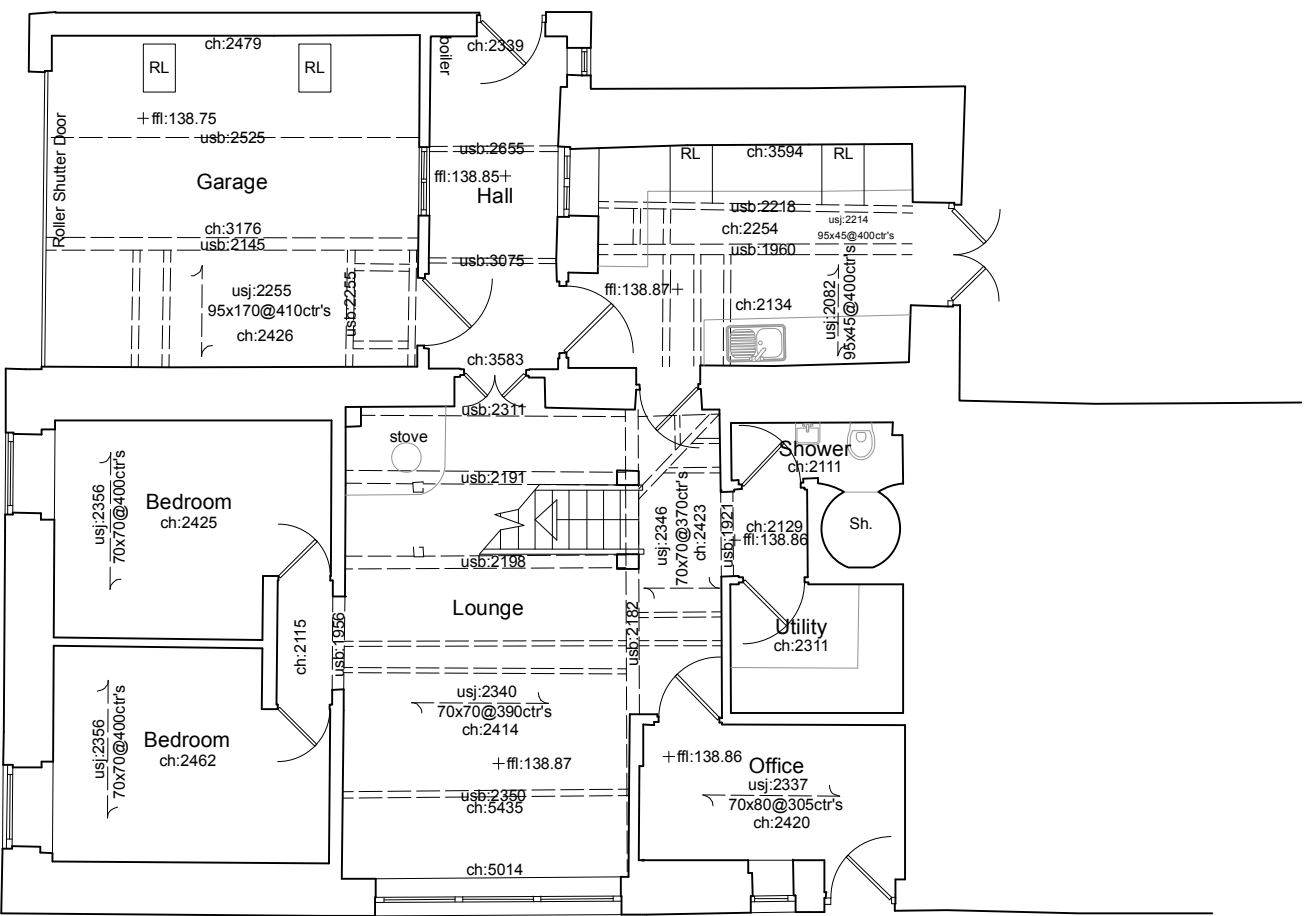 ch:2479
RL
RL
ffl:138.75
usb:2525
Roller Shutter Door
Garage
ch:3176
usb:2145
usj:2255
95x170@410ctr's
ch:2426
usb:2255
boiler
ch:2339
usb:2655
ffl:138.85
Hall
usb:3075
ch:3583
RL
ch:3594
RL
usb:2218
usj:2214
95x45@400ctr's
ch:2254
usb:1960
ffl:138.87
ch:2134
usj:2082
95x45@400ctr's
usb:2311
stove
usb:2191
usb:2198
Lounge
usb:2182
usj:2340
70x70@390ctr's
ch:2414
ffl:138.87
usb:2350
ch:5435
ch:5014
usj:2346
70x70@370ctr's
ch:2423
usb:1921
Shower
ch:2111
ch:2129
ffl:138.86
Sh.
Utility
ch:2311
Bedroom
ch:2425
usj:2356
70x70@400ctr's
ch:2115
usb:1956
Bedroom
ch:2462
usj:2356
70x70@400ctr's
ffl:138.86
Office
usj:2337
70x80@305ctr's
ch:2420